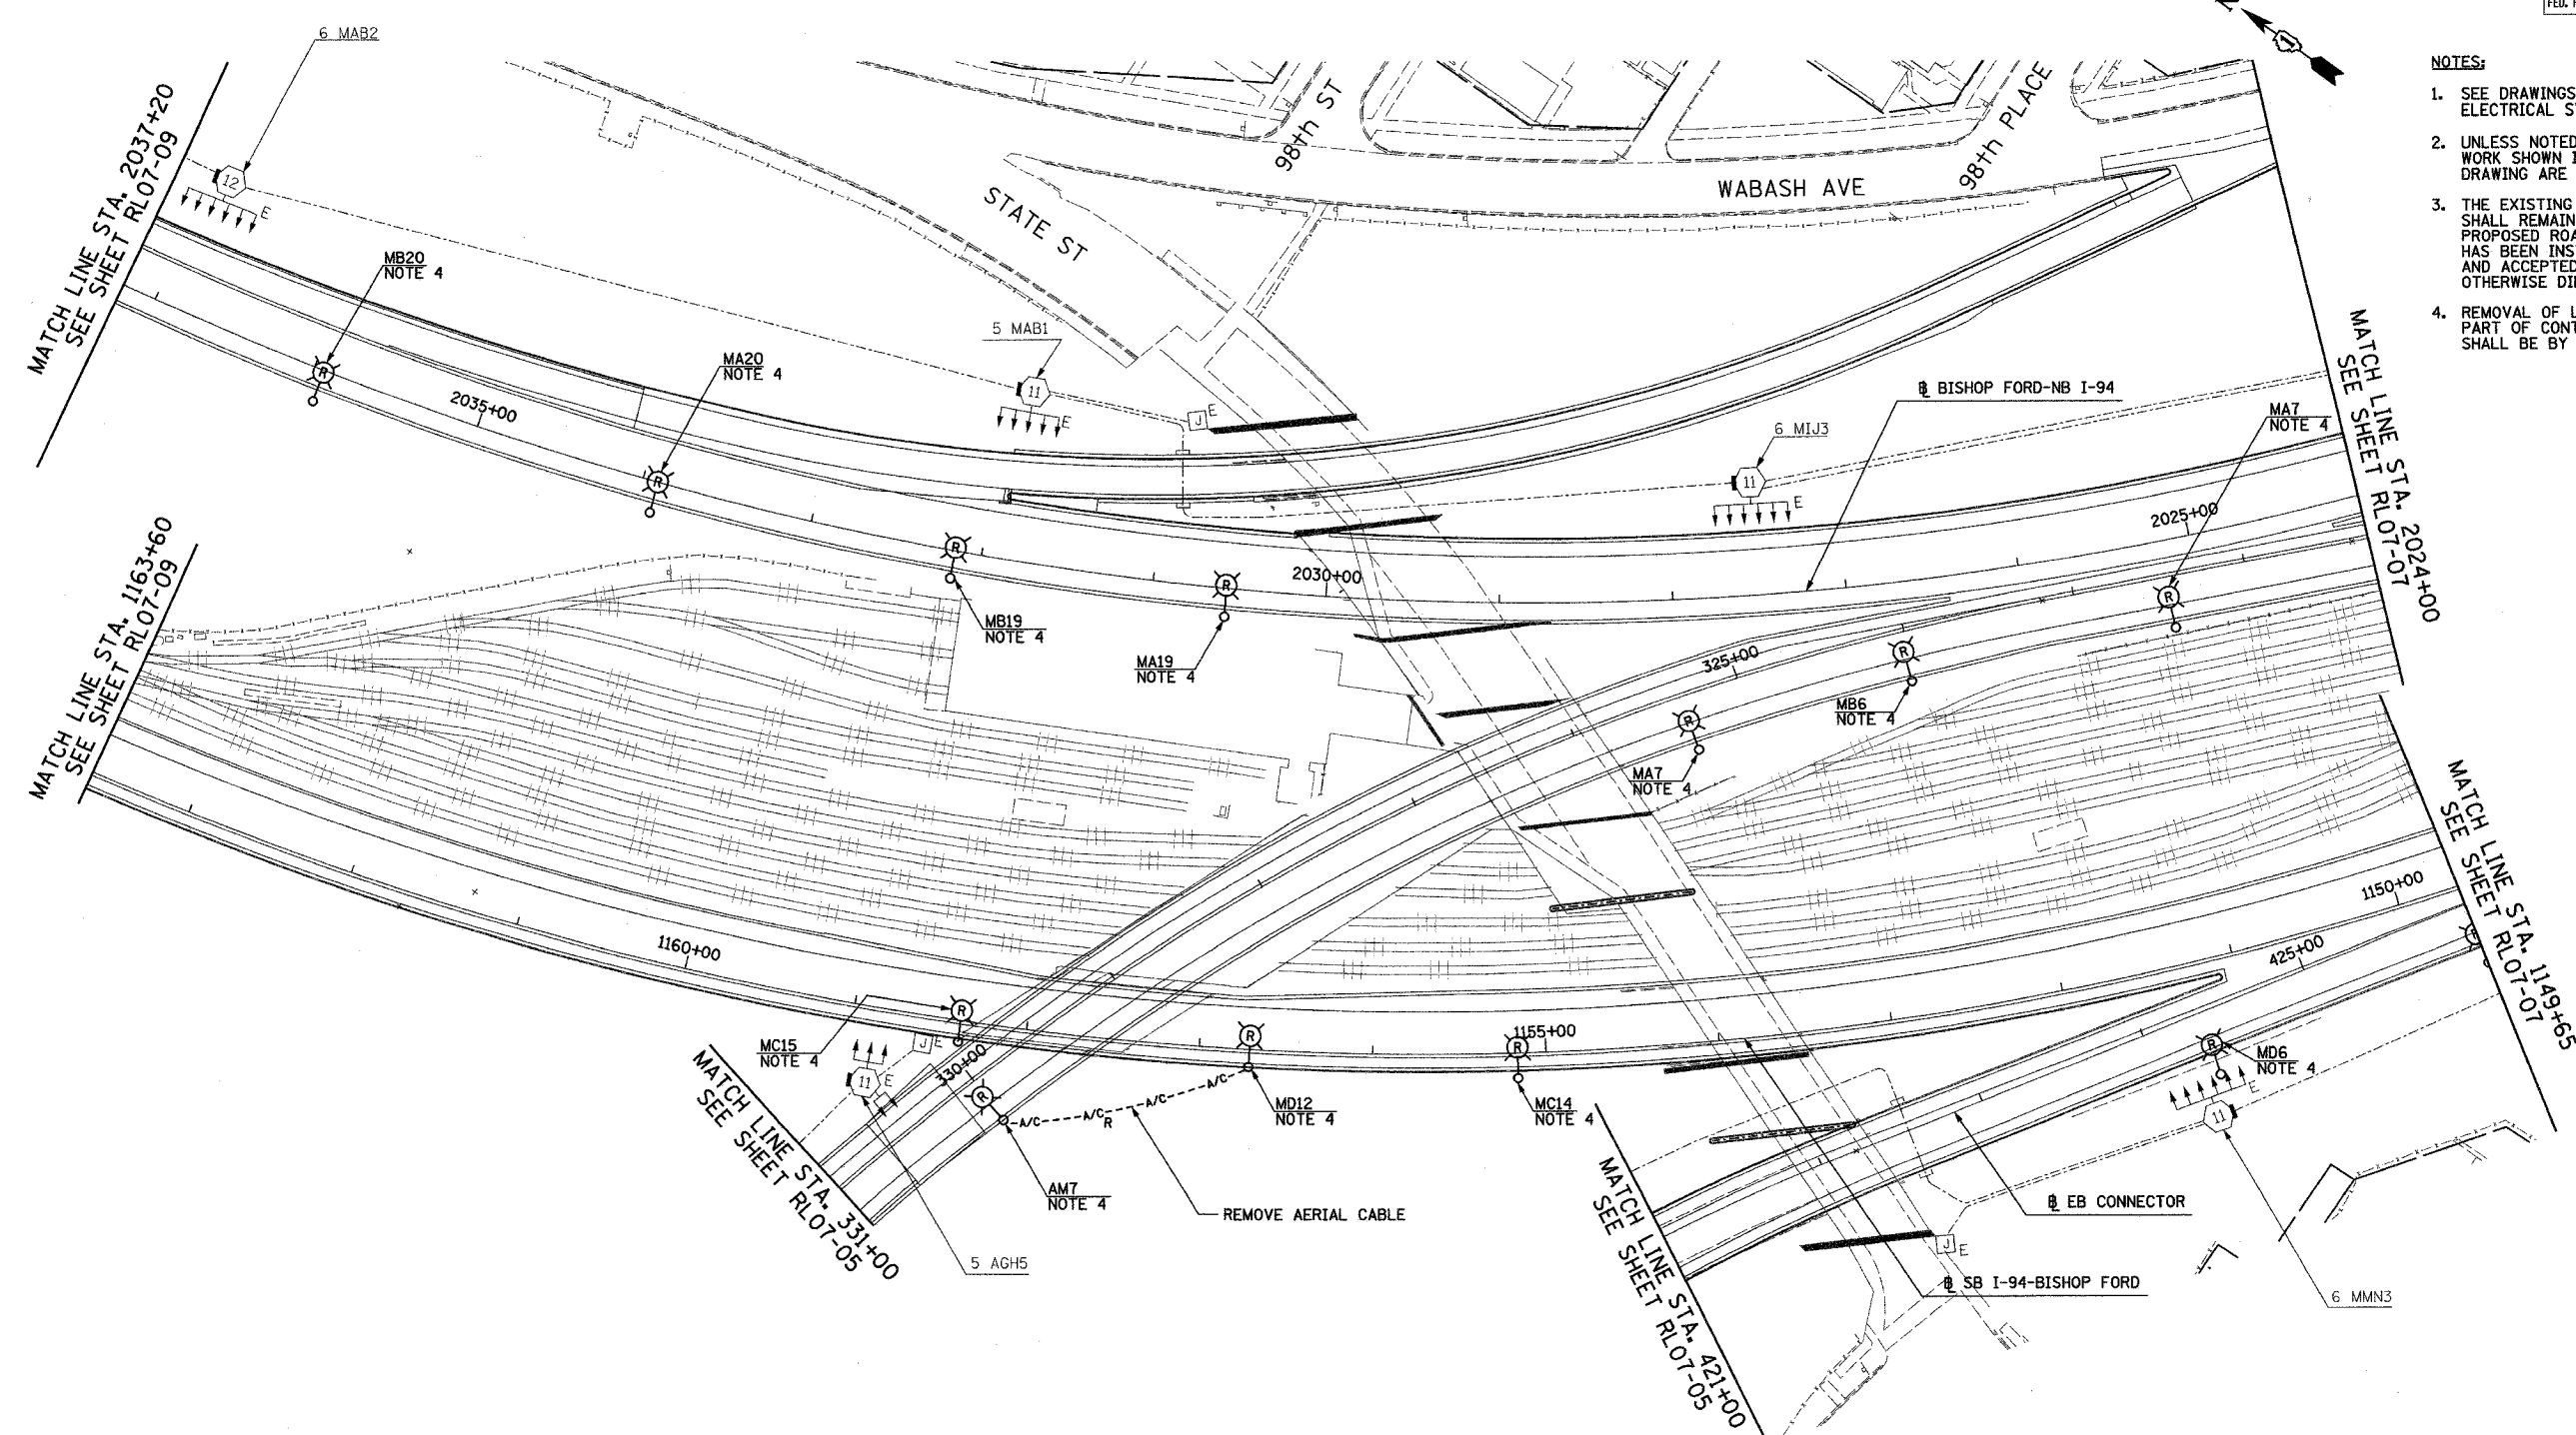 FED.
NOTES:
1. SEE DRAWINGS
ELECTRICAL
2. UNLESS NOTED
WORK SHOWN
DRAWING ARE
3. THE EXISTING
SHALL REMAIN
PROPOSED
HAS BEEN
AND ACCEPTED
OTHERWISE
4. REMOVAL OF
PART OF
SHALL BE BY
6 MAB2
MATCH LINE STA. 2037+20
SEE SHEET RL07-09
12
E
MB20
NOTE 4
R
2035+00
MA20
NOTE 4
R
STATE ST
98th ST
WABASH AVE
98th PLACE
5 MAB1
11
E
J E
BISHOP FORD-NB I-94
6 MIJ3
11
E
MA7
NOTE 4
R
2025+00
MATCH LINE STA. 2024+00
SEE SHEET RL07-07
R
MB19
NOTE 4
R
MA19
NOTE 4
2030+00
325+00
R
MB6
NOTE 4
R
MA7
NOTE 4
MATCH LINE STA. 1163+60
SEE SHEET RL07-09
1160+00
MC15
NOTE 4
R
J E
11 E
330+00
R
AM7
NOTE 4
A/C
A/C
R
A/C
A/C
REMOVE AERIAL CABLE
R
MD12
NOTE 4
R
1155+00
MC14
NOTE 4
5 AGH5
MATCH LINE STA. 331+00
SEE SHEET RL07-05
MATCH LINE STA. 421+00
SEE SHEET RL07-05
1150+00
425+00
R
MD6
NOTE 4
E
11
MATCH LINE STA. 1149+65
SEE SHEET RL07-07
EB CONNECTOR
J E
SB I-94-BISHOP FORD
6 MMN3